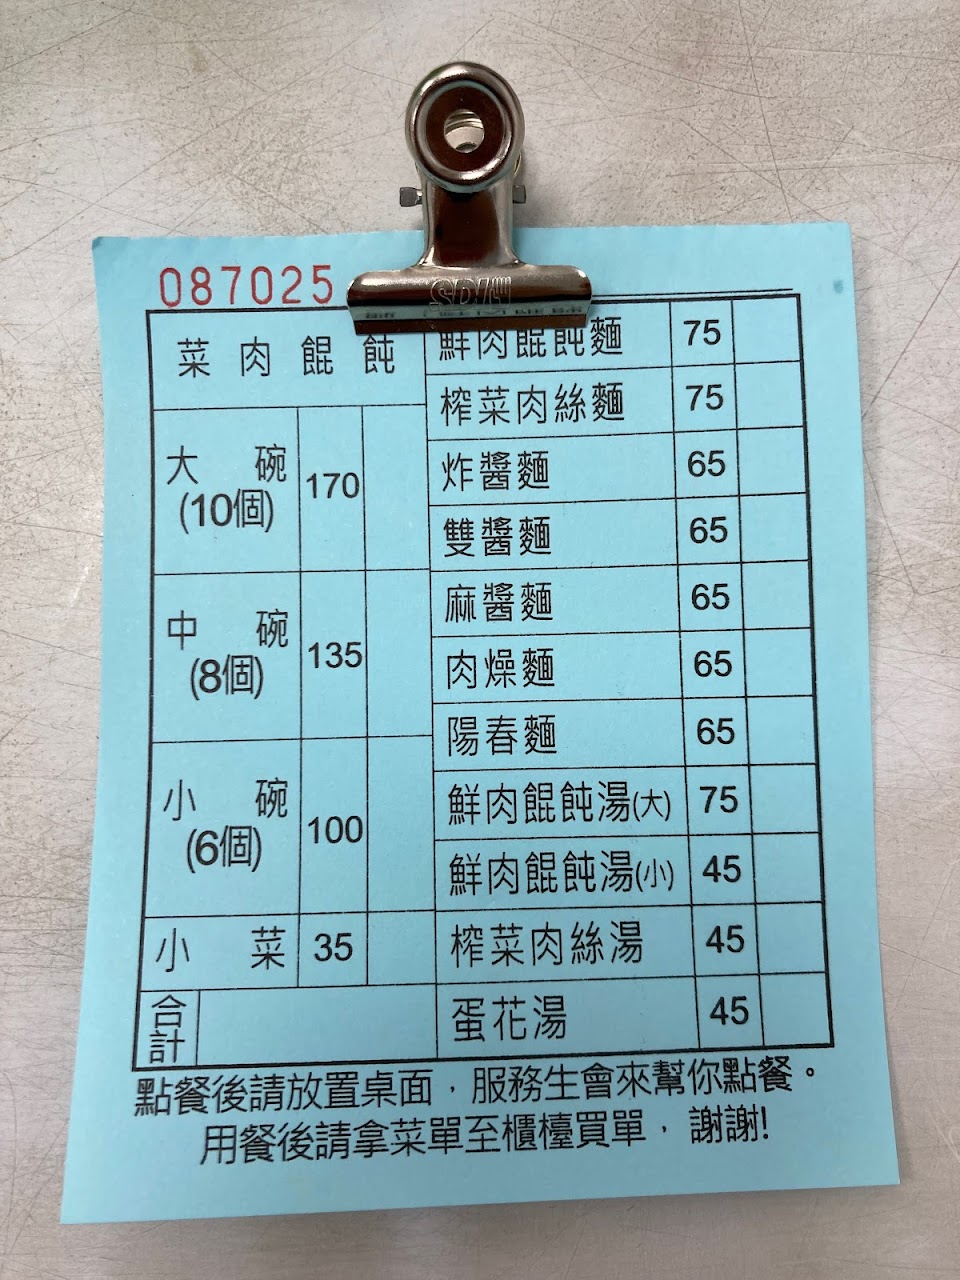 SDI
087025
菜肉餛飩
大碗(10個) 170
中碗(8個) 135
小碗(6個) 100
小菜 35
合計
鮮肉餛飩麵 75
榨菜肉絲麵 75
炸醬麵 65
雙醬麵 65
麻醬麵 65
肉燥麵 65
陽春麵 65
鮮肉餛飩湯(大) 75
鮮肉餛飩湯(小) 45
榨菜肉絲湯 45
蛋花湯 45
點餐後請放置桌面，服務生會來幫你點餐。
用餐後請拿菜單至櫃檯買單，謝謝!